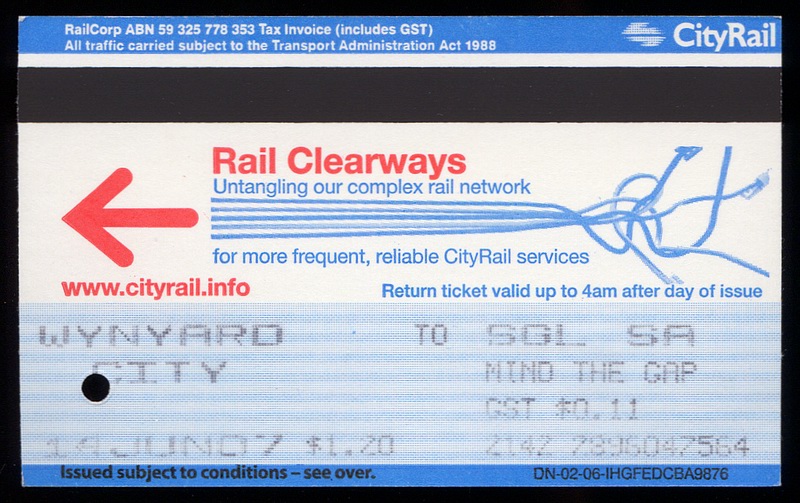 RailCorp ABN 59 325 778 353 Tax Invoice (includes GST)
All traffic carried subject to the Transport Administration Act 1988
CityRail
Rail Clearways
Untangling our complex rail network
for more frequent, reliable CityRail services
www.cityrail.info
Return ticket valid up to 4am after day of issue
WYNYARD TO SGL SA
CITY MIND THE GAP
GST $0.11
14JUN07 $1.20 2142 7896047564
Issued subject to conditions – see over.
DN-02-06-IHGFEDCBA9876